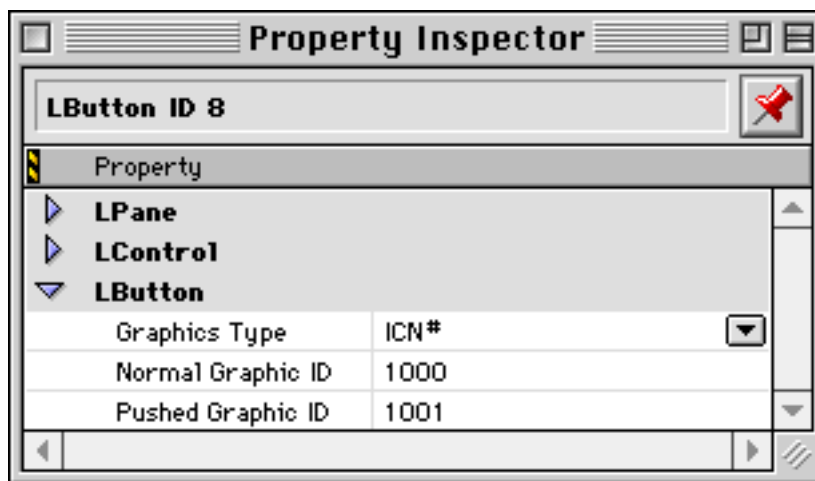 Property Inspector
LButton ID 8
Property
LPane
LControl
LButton
Graphics Type ICN#
Normal Graphic ID 1000
Pushed Graphic ID 1001